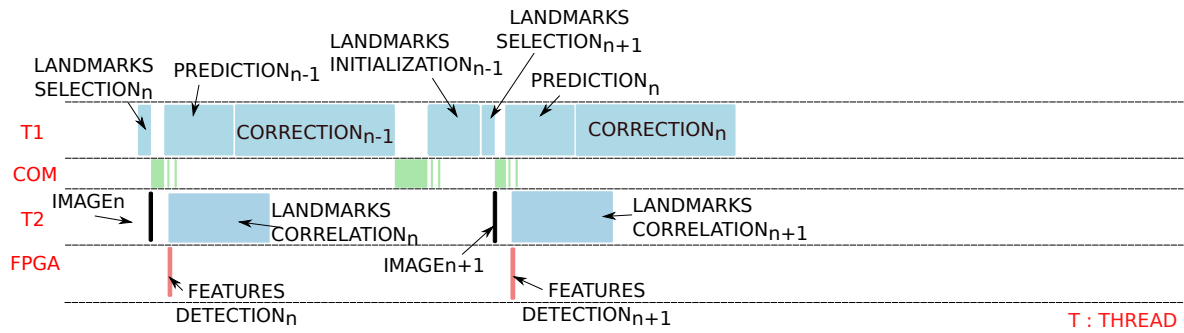 LANDMARKS
SELECTIONn
PREDICTIONn-1
LANDMARKS
INITIALIZATIONn-1
LANDMARKS
SELECTIONn+1
PREDICTIONn
T1
CORRECTIONn-1
CORRECTIONn
COM
IMAGEn
T2
LANDMARKS
CORRELATIONn
LANDMARKS
CORRELATIONn+1
FPGA
IMAGEn+1
FEATURES
DETECTIONn
FEATURES
DETECTIONn+1
T : THREAD